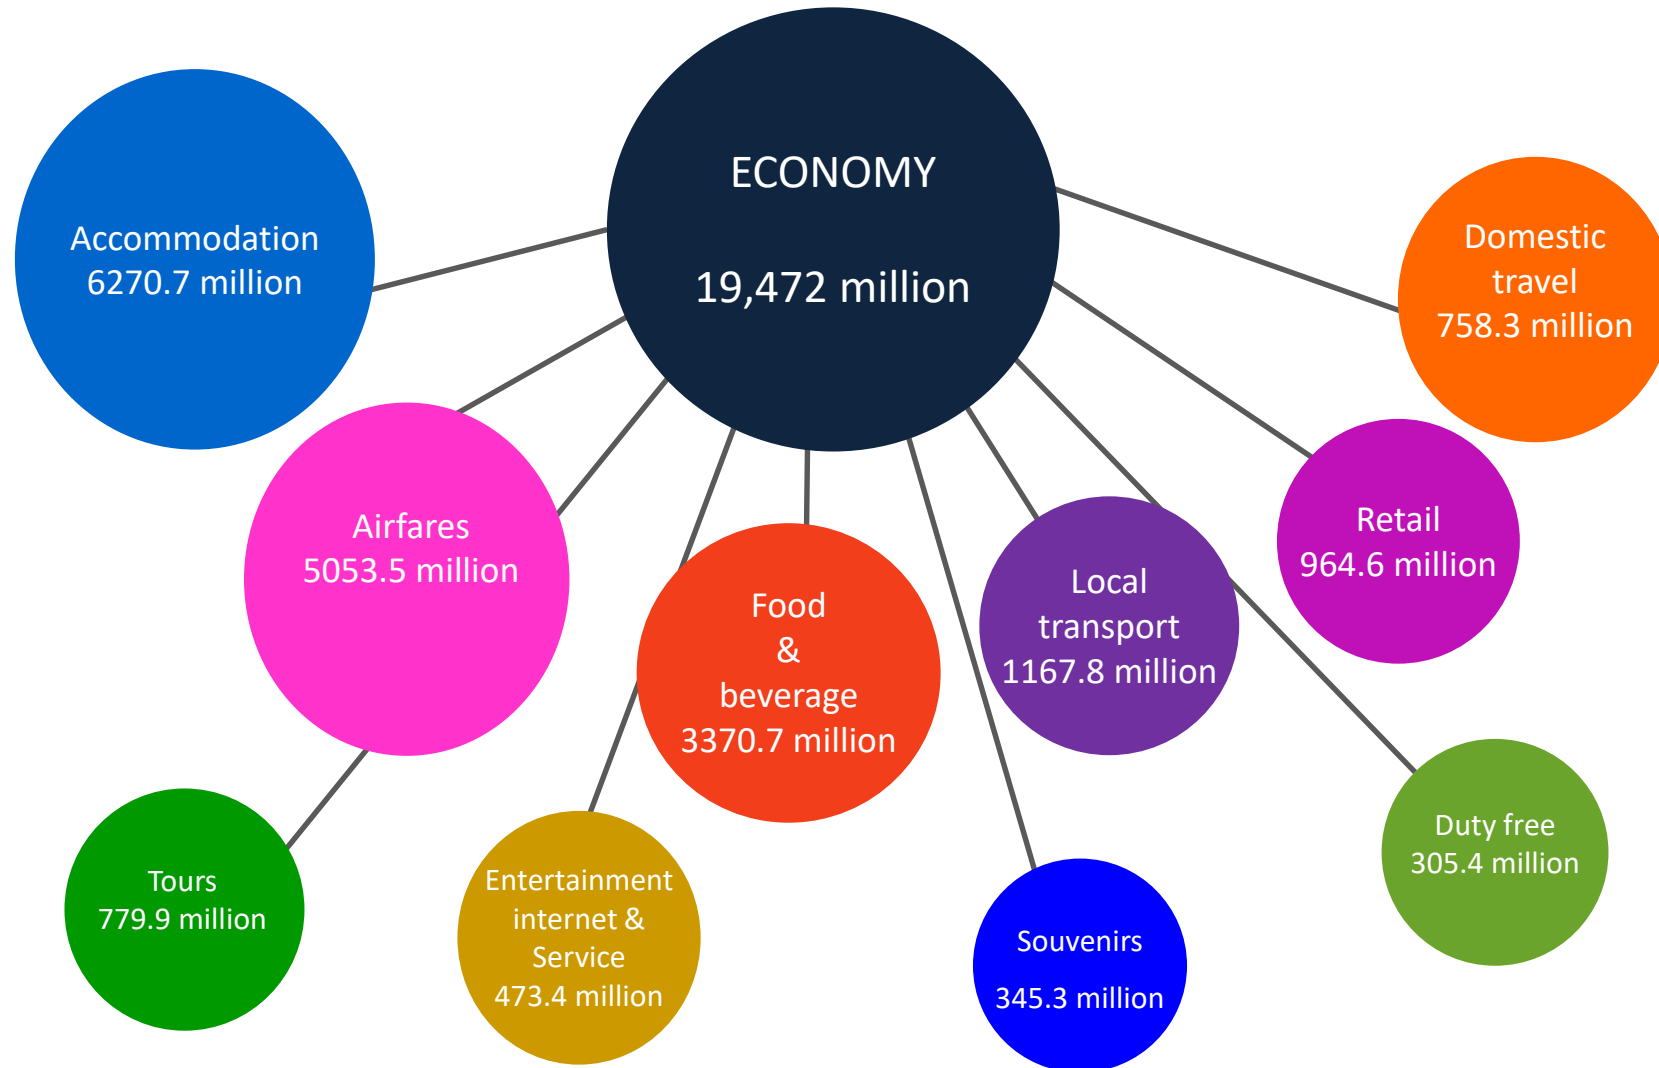 ECONOMY
19,472 million
Accommodation
6270.7 million
Domestic
travel
758.3 million
Airfares
5053.5 million
Retail
964.6 million
Food
&
beverage
3370.7 million
Local
transport
1167.8 million
Tours
779.9 million
Entertainment
internet &
Service
473.4 million
Souvenirs
345.3 million
Duty free
305.4 million